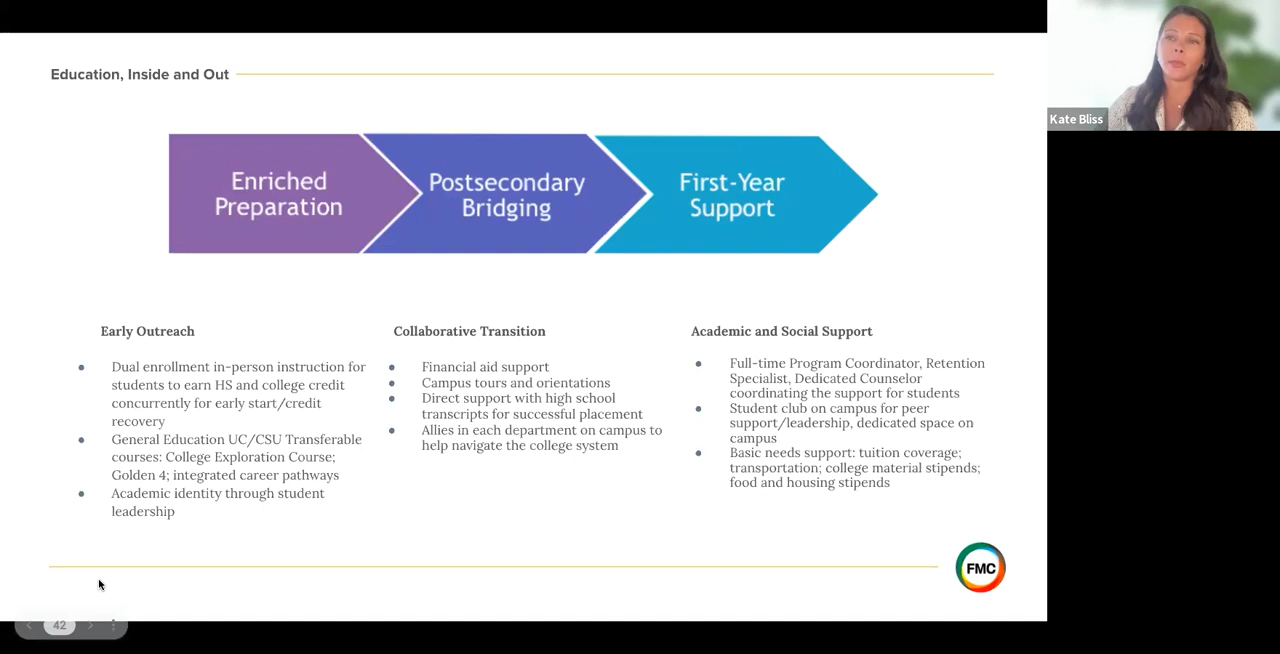 Education, Inside and Out
Kate Bliss
Enriched
Preparation
Postsecondary
Bridging
First-Year
Support
Early Outreach
Dual enrollment in-person instruction for
students to earn HS and college credit
concurrently for early start/credit
recovery
General Education UC/CSU Transferable
courses: College Exploration Course;
Golden 4; integrated career pathways
Academic identity through student
leadership
Collaborative Transition
Financial aid support
Campus tours and orientations
Direct support with high school
transcripts for successful placement
Allies in each department on campus to
help navigate the college system
Academic and Social Support
Full-time Program Coordinator, Retention
Specialist, Dedicated Counselor
coordinating the support for students
Student club on campus for peer
support/leadership, dedicated space on
campus
Basic needs support: tuition coverage;
transportation; college material stipends;
food and housing stipends
FMC
42